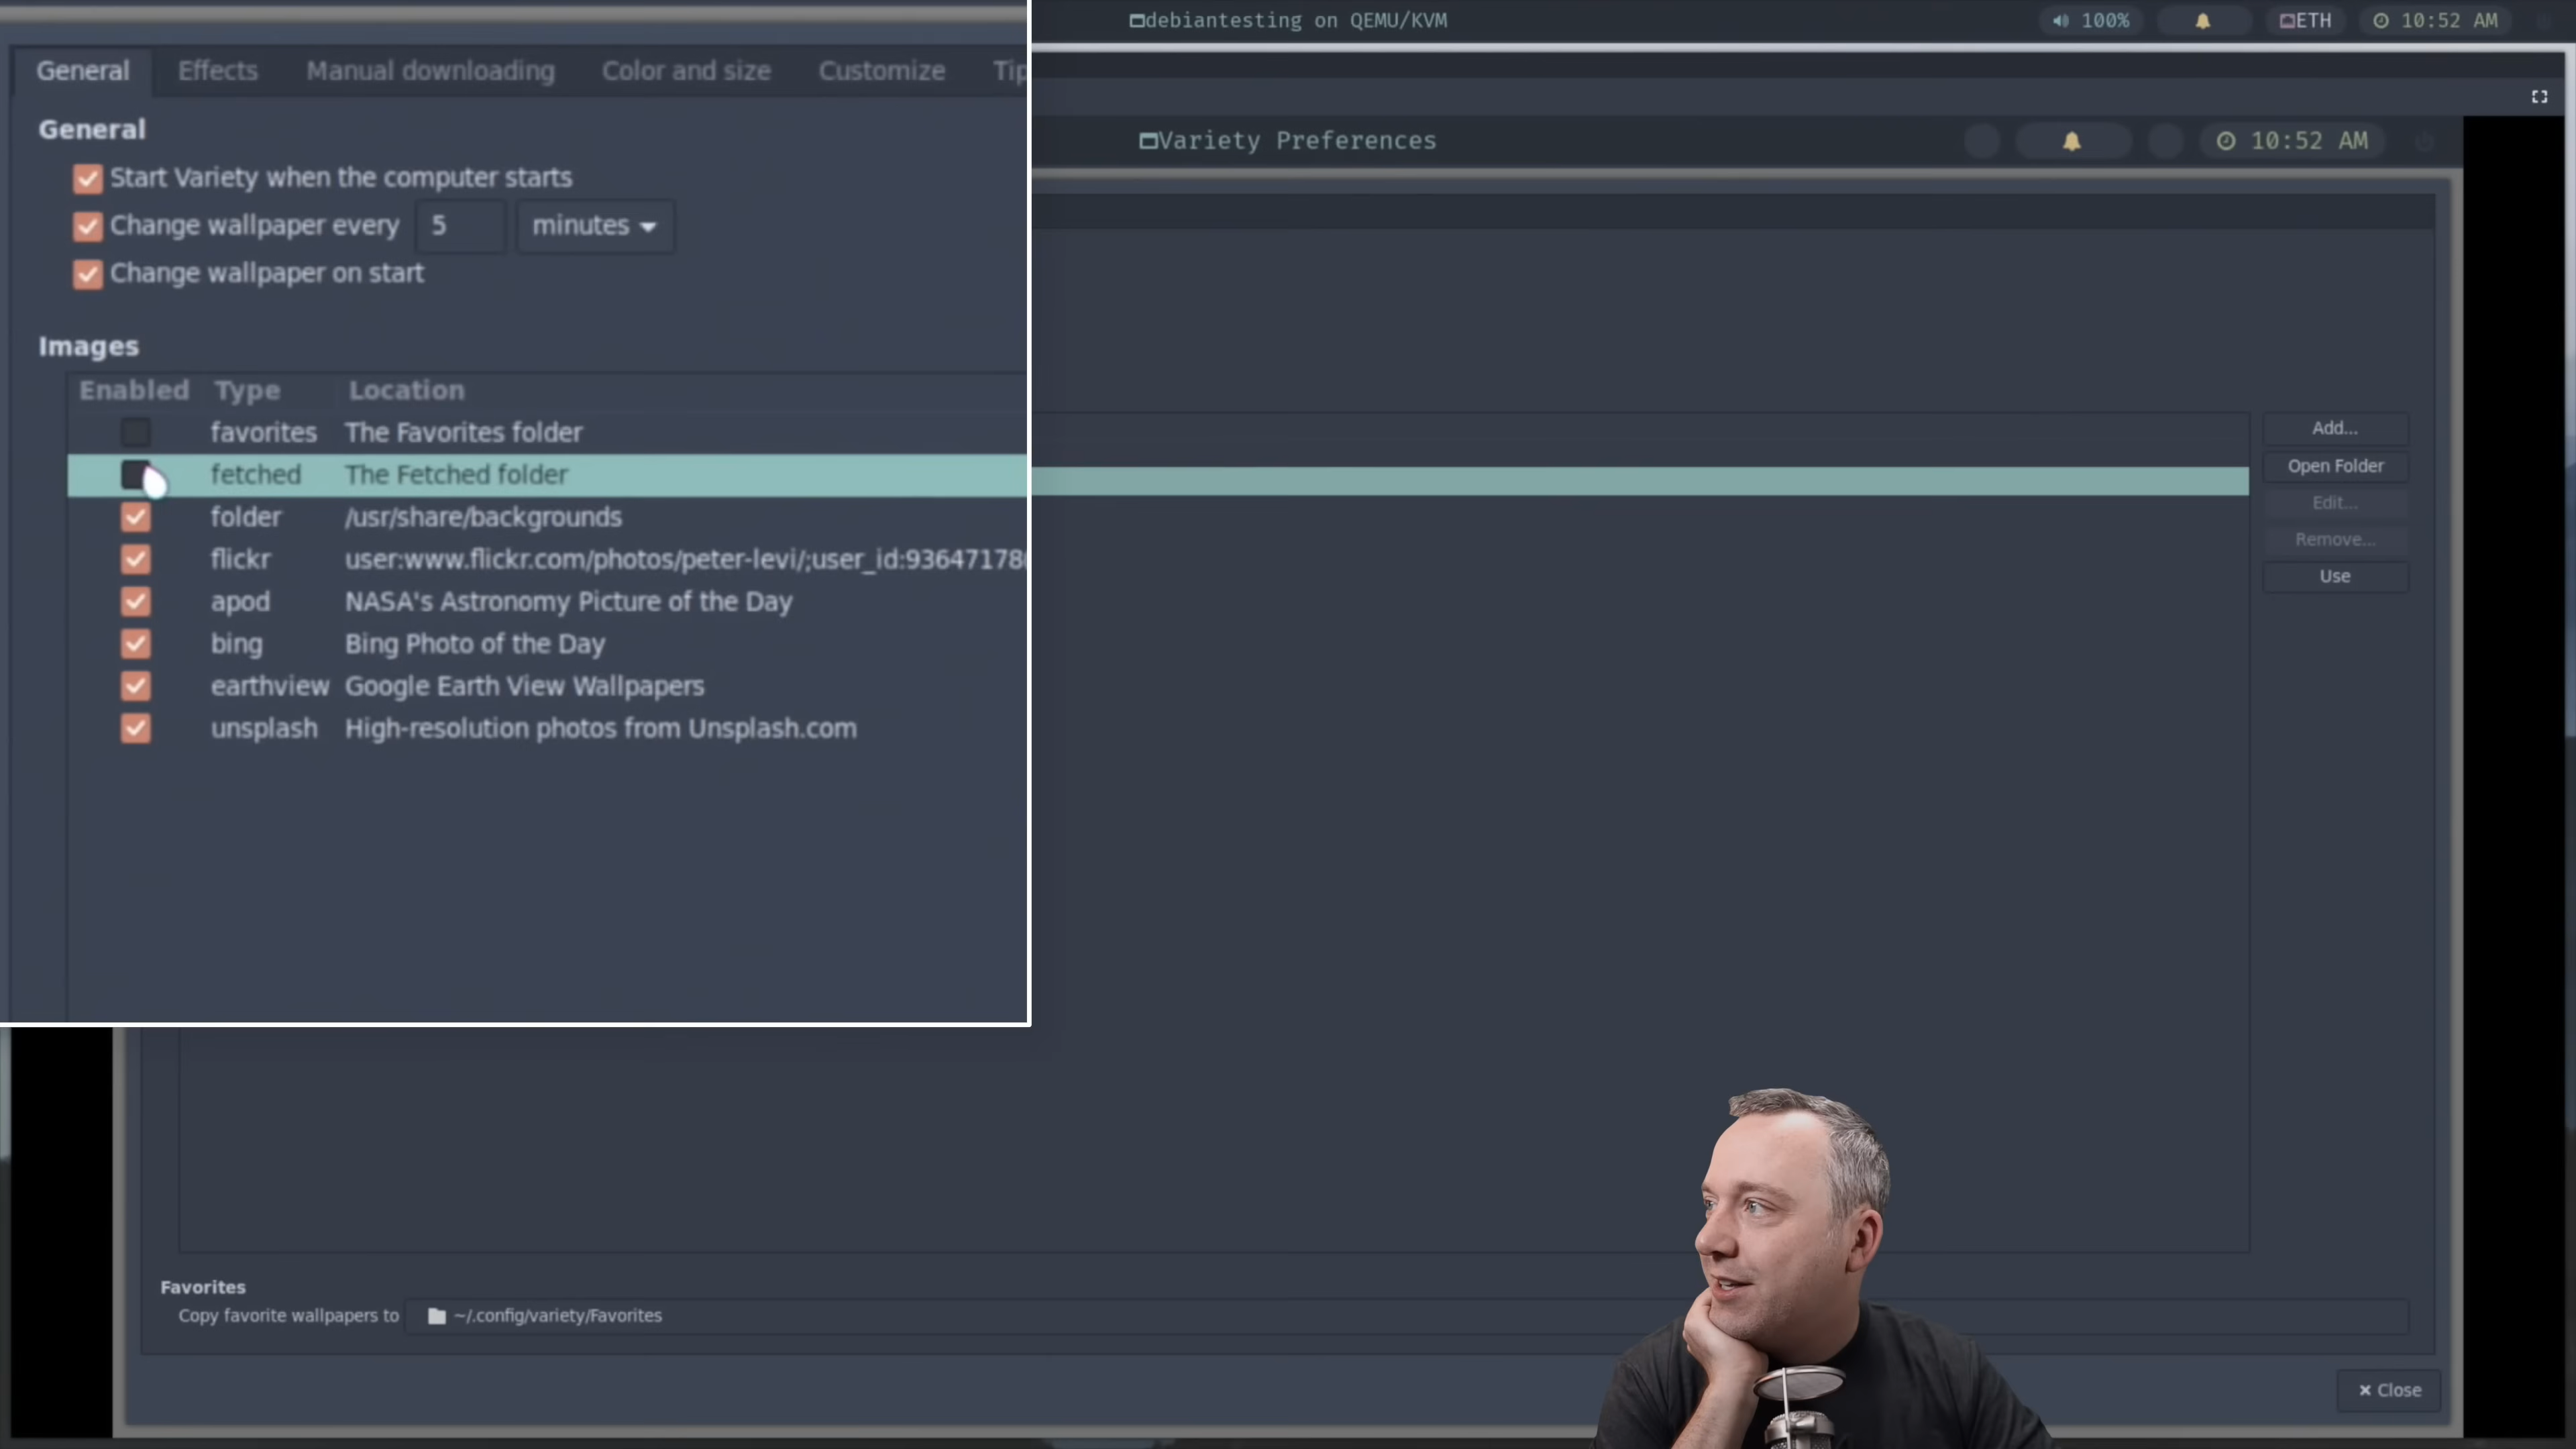 debiantesting on QEMU/KVM
100%
ETH
10:52 AM
Variety Preferences
10:52 AM
General
Effects
Manual downloading
Color and size
Customize
General
Start Variety when the computer starts
Change wallpaper every 5 minutes
Change wallpaper on start
Images
Enabled Type Location
favorites The Favorites folder
fetched The Fetched folder
folder /usr/share/backgrounds
flickr user:www.flickr.com/photos/peter-levi/;user_id:93647178
apod NASA's Astronomy Picture of the Day
bing Bing Photo of the Day
earthview Google Earth View Wallpapers
unsplash High-resolution photos from Unsplash.com
Add...
Open Folder
Edit...
Remove...
Use
Favorites
Copy favorite wallpapers to ~/.config/variety/Favorites
Close